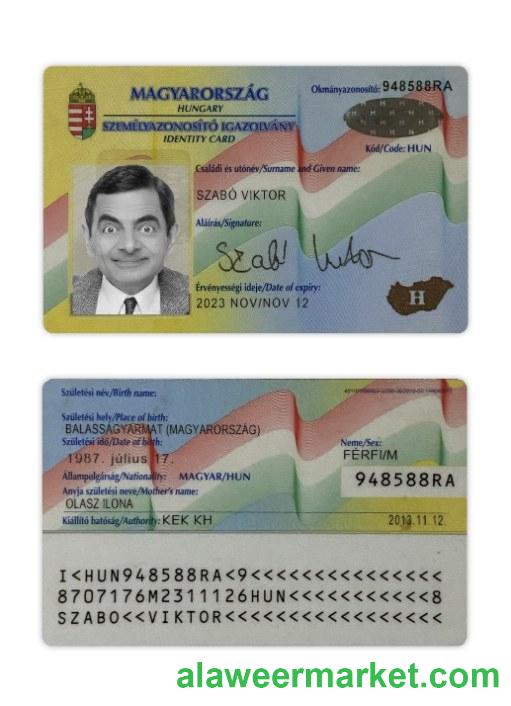 MAGYARORSZÁG
HUNGARY
SZEMÉLYAZONOSÍTÓ IGAZOLVÁNY
IDENTITY CARD
Okmányazonosító: 948588RA
Kód/Code: HUN
Családi és utónév/Surname and Given name:
SZABÓ VIKTOR
Aláírás/Signature:
Szabó Viktor
Érvényességi ideje/Date of expiry:
2023 NOV/NOV 12
H
Születési név/Birth name:
Születési hely/Place of birth:
BALASSAGYARMAT (MAGYARORSZÁG)
Születési idő/Date of birth:
1987. július 17.
Neme/Sex:
FÉRFI/M
Állampolgárság/Nationality: MAGYAR/HUN
948588RA
Anyja születési neve/Mother's name:
OLASZ ILONA
Kiállító hatóság/Authority: KEK KH
2013.11.12.
I<HUN948588RA<9<<<<<<<<<<<<<<<
8707176M2311126HUN<<<<<<<<<<<8
SZABO<<VIKTOR<<<<<<<<<<<<<<<<<
alaweermarket.com